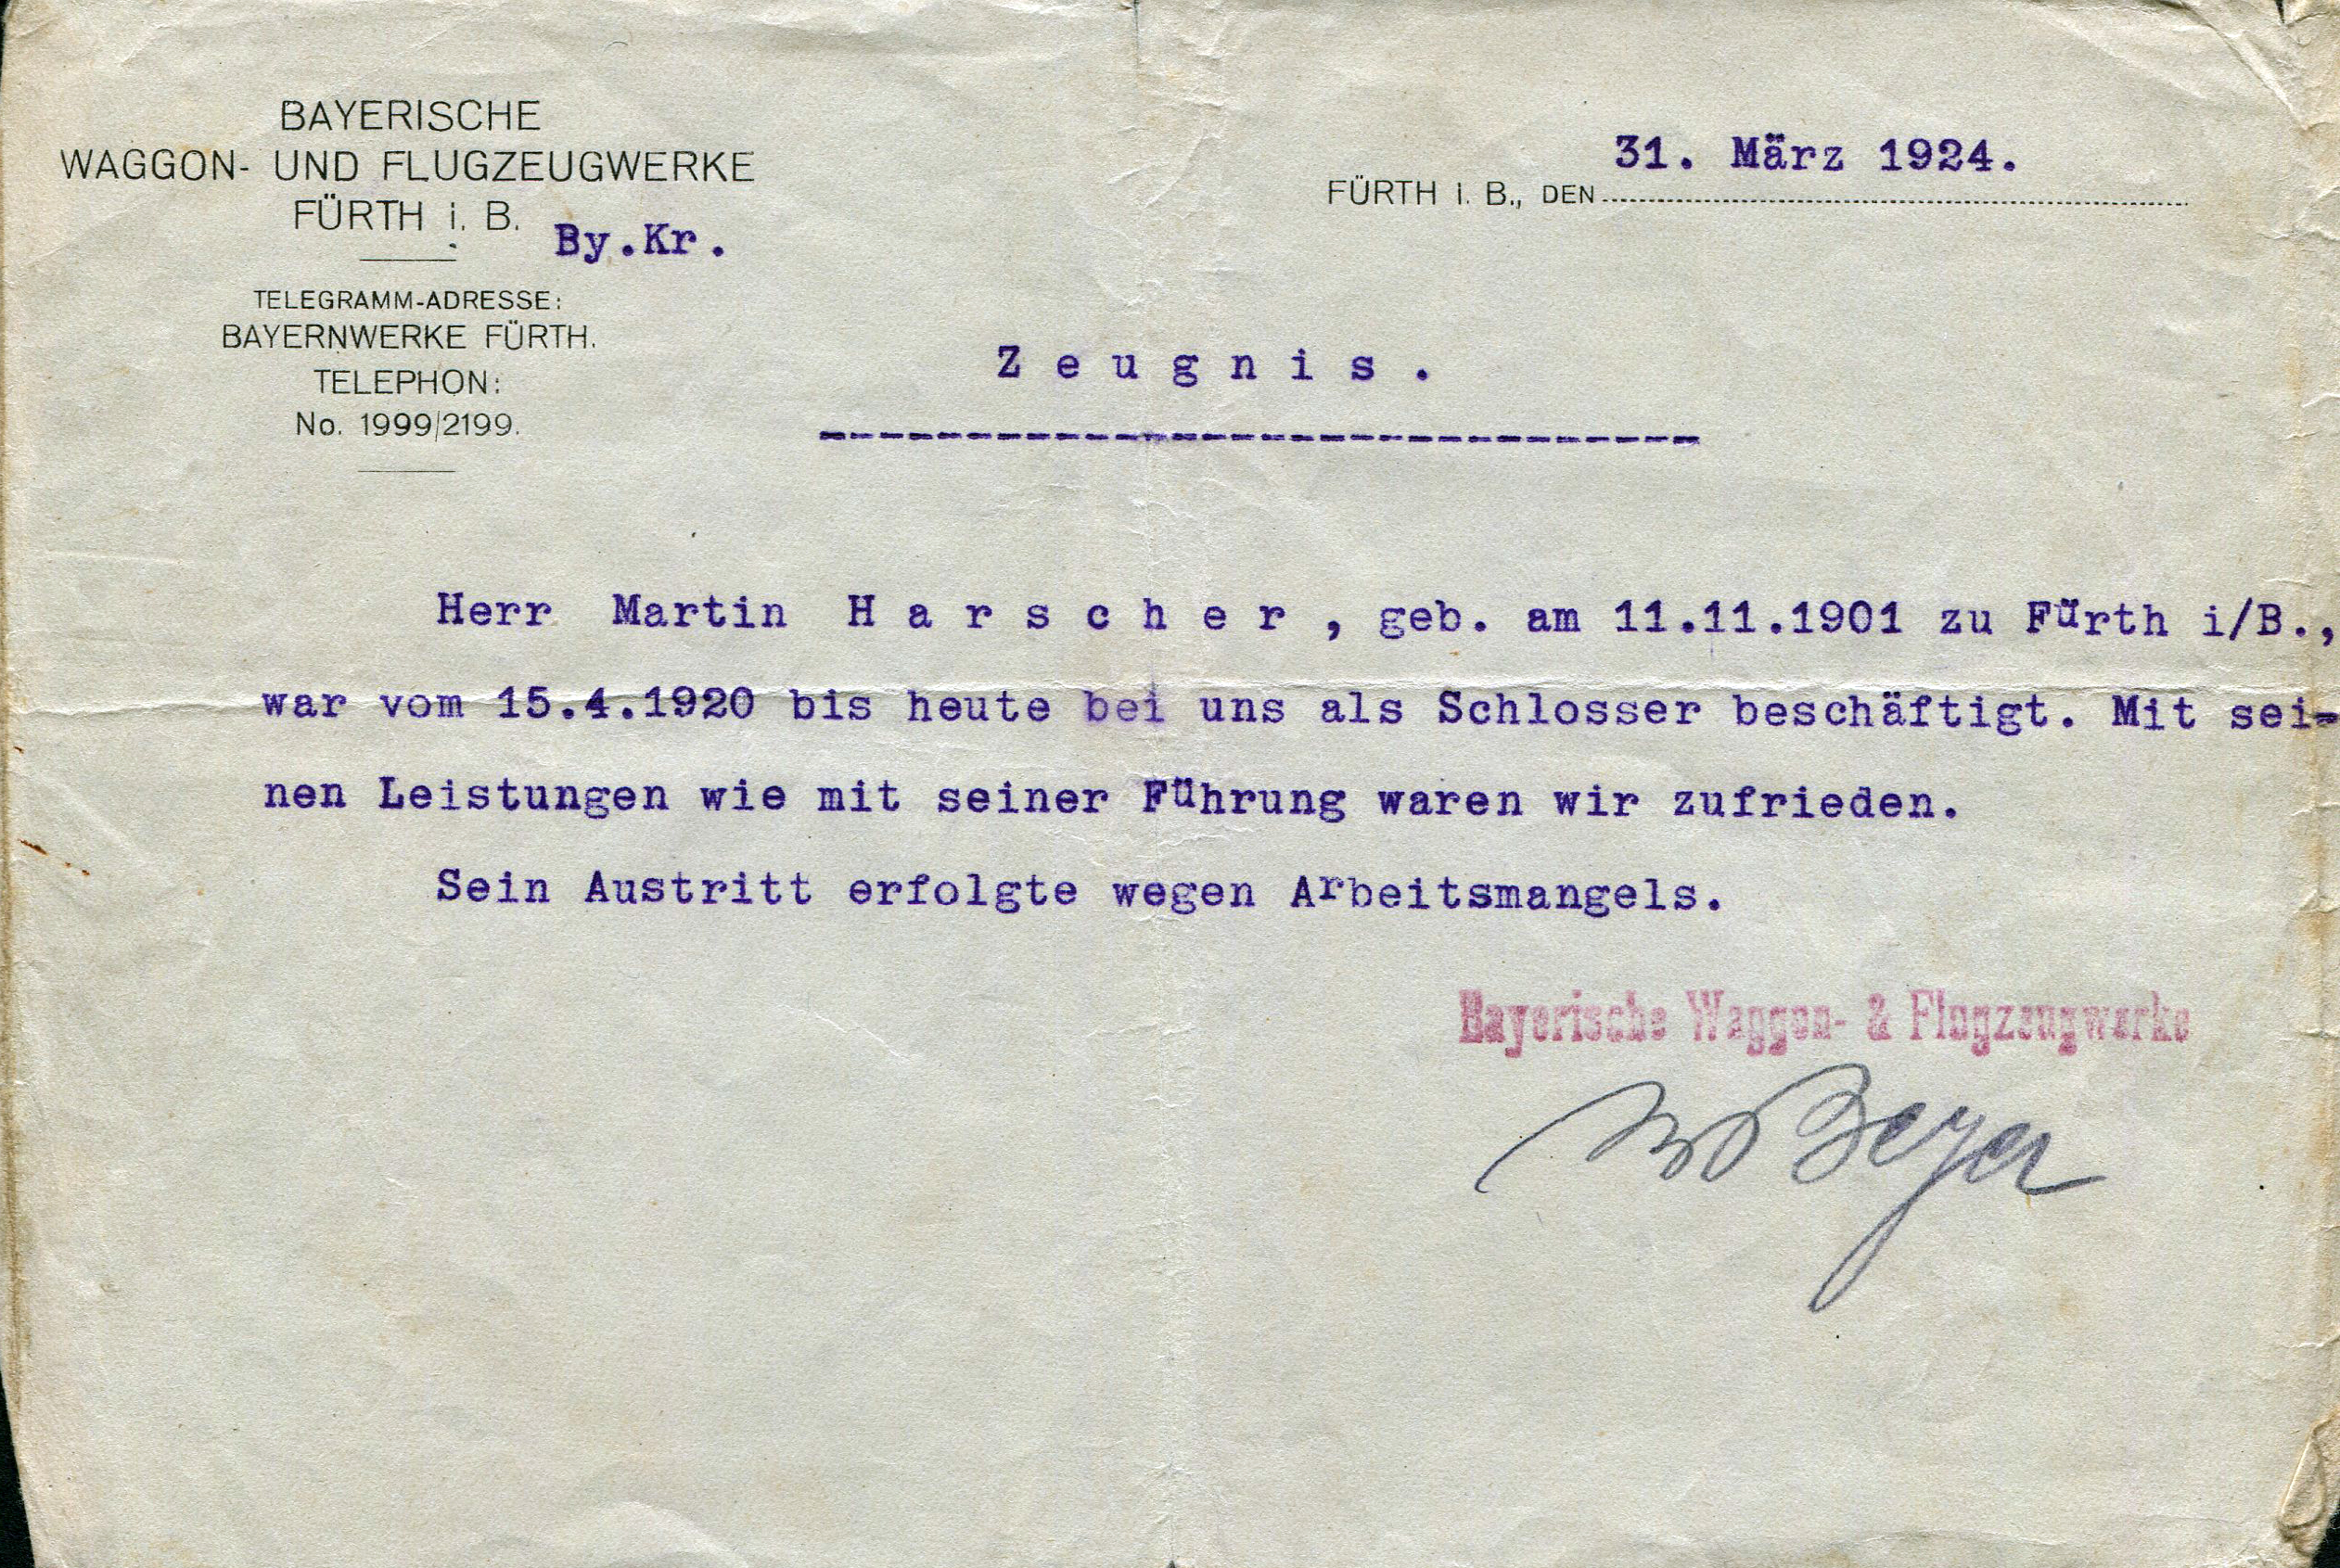 BAYERISCHE
WAGGON- UND FLUGZEUGWERKE
FÜRTH i. B.
By.Kr.
TELEGRAMM-ADRESSE:
BAYERNWERKE FÜRTH.
TELEPHON:
No. 1999/2199.
31. März 1924.
FÜRTH I. B., DEN
Zeugnis.
Herr Martin Harscher, geb. am 11.11.1901 zu Fürth i/B.,
war vom 15.4.1920 bis heute bei uns als Schlosser beschäftigt. Mit sei-
nen Leistungen wie mit seiner Führung waren wir zufrieden.
Sein Austritt erfolgte wegen Arbeitsmangels.
Bayerische Waggon- & Flugzeugwerke
Beyer